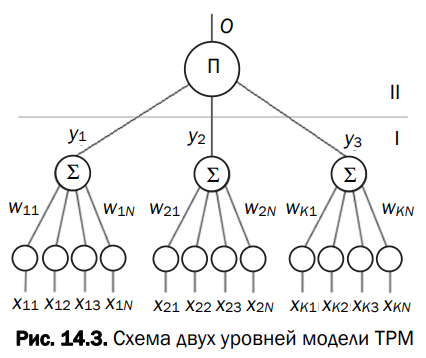 O
П
II
y1 y2 y3 I
Σ Σ Σ
w11 w1N w21 w2N wK1 wKN
x11 x12 x13 x1N x21 x22 x23 x2N xK1 xK2 xK3 xKN
Рис. 14.3. Схема двух уровней модели ТРМ